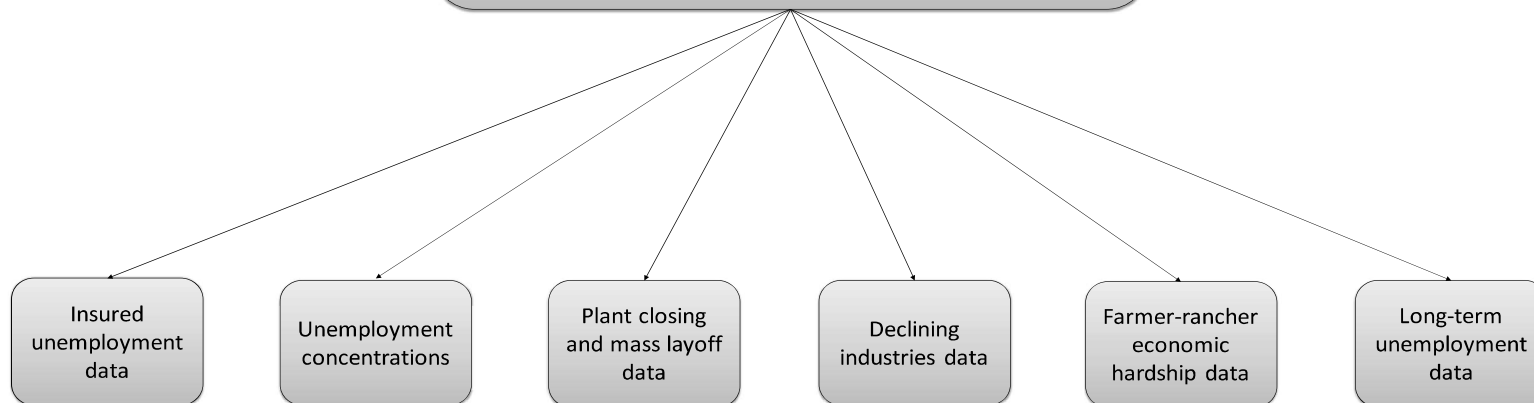 Insured
unemployment
data
Unemployment
concentrations
Plant closing
and mass layoff
data
Declining
industries data
Farmer-rancher
economic
hardship data
Long-term
unemployment
data